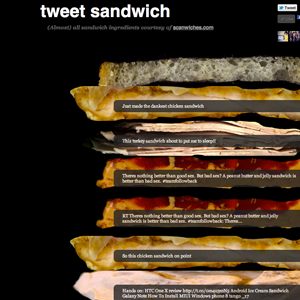 tweet sandwich
Tweet
(Almost) all sandwich ingredients courtesy of scanwiches.com
Just made the dankest chicken sandwich
This turkey sandwich about to put me to sleep!!
Theres nothing better than good sex. But bad sex? A peanut butter and jelly sandwich is
better than bad sex. #teamfollowback
RT Theres nothing better than good sex. But bad sex? A peanut butter and jelly
sandwich is better than bad sex. #teamfollowback: Theres...
So this chicken sandwich on point
Hands on: HTC One X review Android Ice Cream Sandwich
Galaxy Note How To Install MIUI Windows phone 8 tango _17